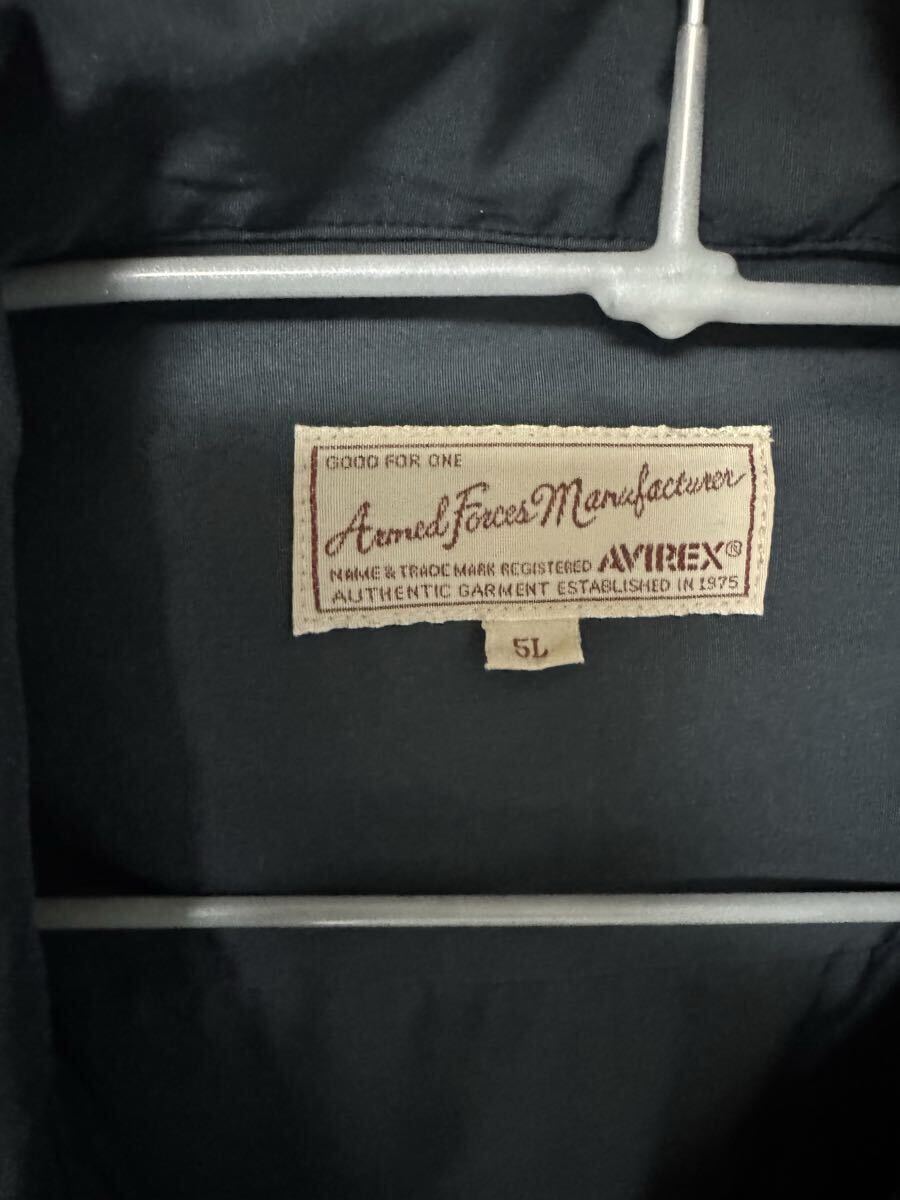 GOOD FOR ONE
Armed Forces Manufacturer
NAME & TRADE MARK REGISTERED AVIREX®
AUTHENTIC GARMENT ESTABLISHED IN 1975
5L